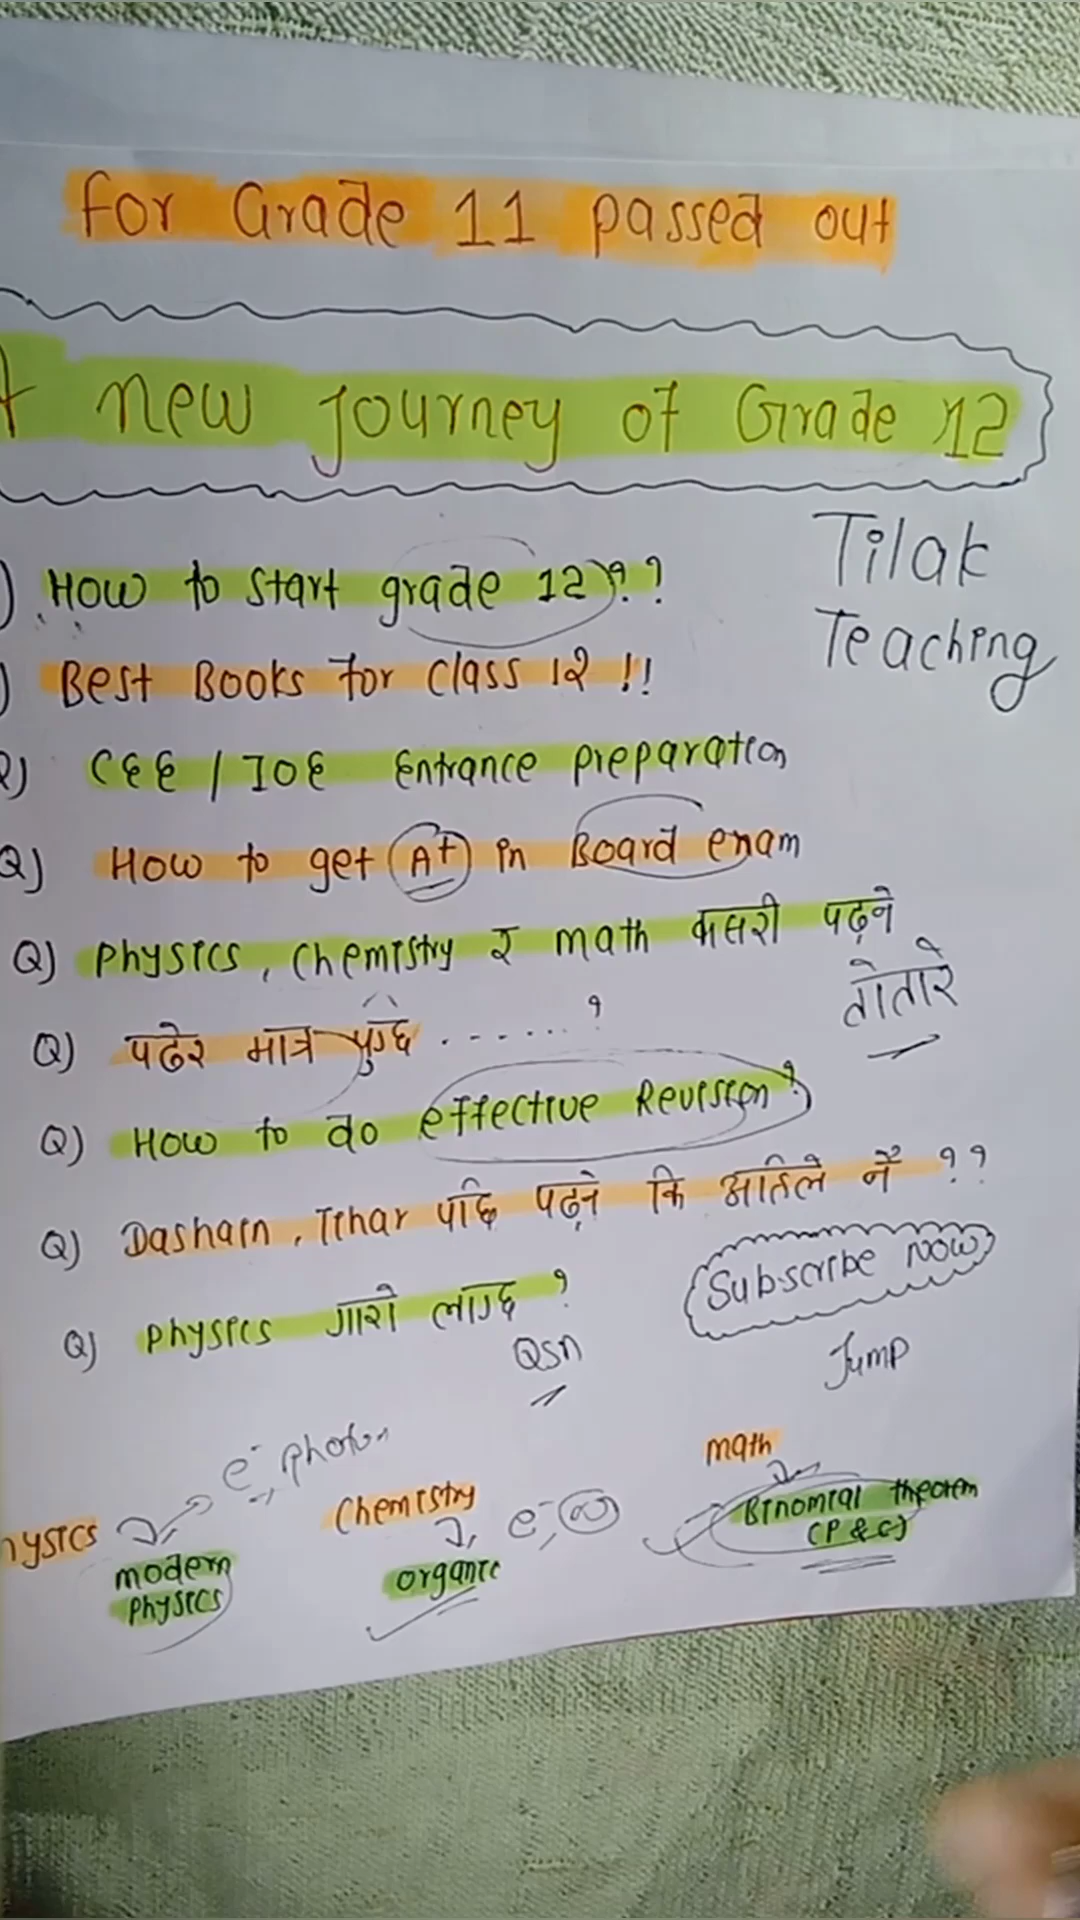 For Grade 11 passed out
new journey of Grade 12
Tilak
Teaching
How to start grade 12 ??
Best Books for class 12 !!
Q) CEE / IOE Entrance preparation
Q) How to get A+ in Board exam
Q) Physics, Chemistry र math कसरी पढ्ने
तोतारे
Q) पढेर मात्र पुग्छ ....... ?
Q) How to do effective Revision ?
Q) Dashain, Tihar पछि पढ्ने कि अहिले नै ??
Subscribe Now
Q) Physics गारो लाग्छ ?
Qsn
Jump
e⁻, photon
math
Chemistry
Binomial theorem
(P & C)
e⁻,
hysics
modern
physics
organic